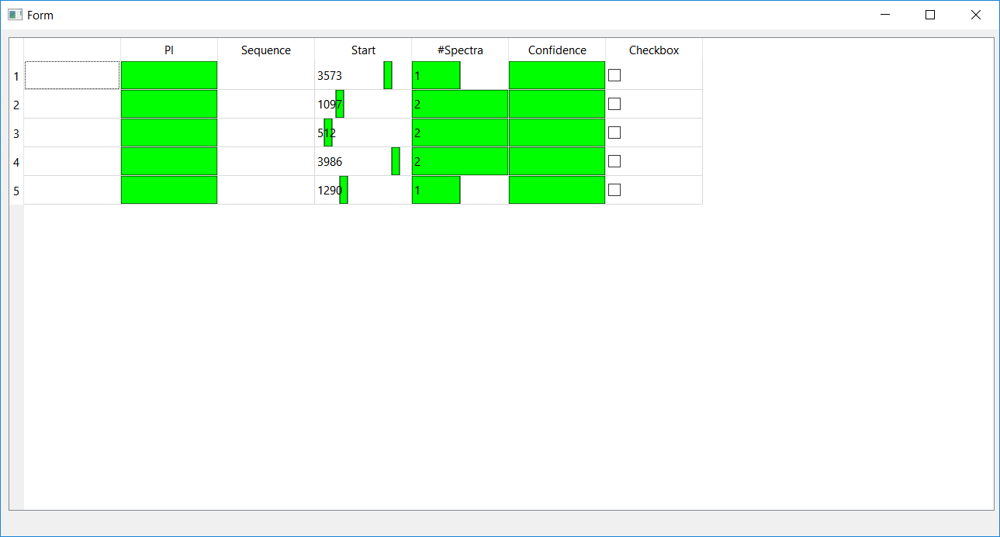 Form
PI Sequence Start #Spectra Confidence Checkbox
1 3573 1
2 1097 2
3 512 2
4 3986 2
5 1290 1